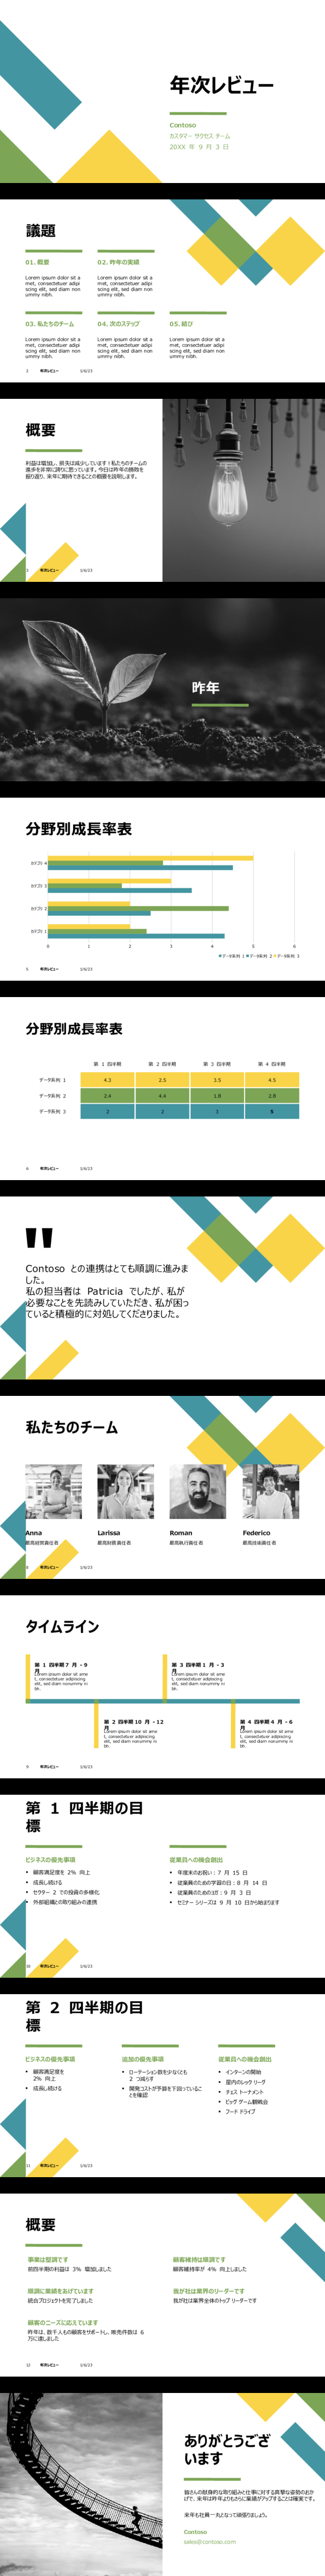 年次レビュー
Contoso
カスタマー サクセス チーム
20XX 年 9 月 3 日
議題
01. 概要
02. 昨年の実績
Lorem ipsum dolor sit a
met, consectetuer adipi
scing elit, sed diam non
ummy nibh.
Lorem ipsum dolor sit a
met, consectetuer adipi
scing elit, sed diam non
ummy nibh.
03. 私たちのチーム
04. 次のステップ
05. 結び
Lorem ipsum dolor sit a
met, consectetuer adipi
scing elit, sed diam non
ummy nibh.
Lorem ipsum dolor sit a
met, consectetuer adipi
scing elit, sed diam non
ummy nibh.
Lorem ipsum dolor sit a
met, consectetuer adipi
scing elit, sed diam non
ummy nibh.
2 年次レビュー 1/6/23
概要
利益は増加し、損失は減少しています！私たちのチームの
進歩を非常に誇りに思っています。今日は昨年の勝敗を
振り返り、来年に期待できることの概要を説明します。
3 年次レビュー 1/6/23
昨年
分野別成長率表
カテゴリ 4
カテゴリ 3
カテゴリ 2
カテゴリ 1
0 1 2 3 4 5 6
データ系列 1 データ系列 2 データ系列 3
5 年次レビュー 1/6/23
分野別成長率表
第 1 四半期 第 2 四半期 第 3 四半期 第 4 四半期
データ系列 1 4.3 2.5 3.5 4.5
データ系列 2 2.4 4.4 1.8 2.8
データ系列 3 2 2 3 5
6 年次レビュー 1/6/23
"
Contoso との連携はとても順調に進みま
した。
私の担当者は Patricia でしたが、私が
必要なことを先読みしていただき、私が困っ
ていると積極的に対処してくださりました。
私たちのチーム
Anna
Larissa
Roman
Federico
最高経営責任者
最高財務責任者
最高執行責任者
最高技術責任者
8 年次レビュー 1/6/23
タイムライン
第 1 四半期 7 月 - 9
月
Lorem ipsum dolor sit ame
t, consectetuer adipiscing
elit, sed diam nonummy ni
bh.
第 3 四半期 1 月 - 3
月
Lorem ipsum dolor sit ame
t, consectetuer adipiscing
elit, sed diam nonummy ni
bh.
第 2 四半期 10 月 - 12
月
Lorem ipsum dolor sit ame
t, consectetuer adipiscing
elit, sed diam nonummy ni
bh.
第 4 四半期 4 月 - 6
月
Lorem ipsum dolor sit ame
t, consectetuer adipiscing
elit, sed diam nonummy ni
bh.
9 年次レビュー 1/6/23
第 1 四半期の目
標
ビジネスの優先事項
• 顧客満足度を 2% 向上
• 成長し続ける
• セクター 2 での投資の多様化
• 外部組織との取り組みの連携
従業員への機会創出
• 年度末のお祝い：7 月 15 日
• 従業員のための学習の日：8 月 14 日
• 従業員のためのヨガ：9 月 3 日
• セミナー シリーズは 9 月 10 日から始まります
10 年次レビュー 1/6/23
第 2 四半期の目
標
ビジネスの優先事項
• 顧客満足度を
2% 向上
• 成長し続ける
追加の優先事項
• ローテーション数を少なくとも
2 つ減らす
• 開発コストが予算を下回っているこ
とを確認
従業員への機会創出
• インターンの開始
• 屋内のキック リーグ
• チェス トーナメント
• ビッグ ゲーム観戦会
• フード ドライブ
11 年次レビュー 1/6/23
概要
事業は堅調です
前四半期の利益は 3% 増加しました
顧客維持は順調です
顧客維持率が 4% 向上しました
順調に業績をあげています
統合プロジェクトを完了しました
我が社は業界のリーダーです
我が社は業界全体のトップ リーダーです
顧客のニーズに応えています
昨年は、数千人もの顧客をサポートし、販売件数は 6
万に達しました
12 年次レビュー 1/6/23
ありがとうござ
います
皆さんの献身的な取り組みと仕事に対する真摯な姿勢のおか
げで、来年は昨年よりもさらに業績がアップすることは確実です。
来年も社員一丸となって頑張りましょう。
Contoso
sales@contoso.com